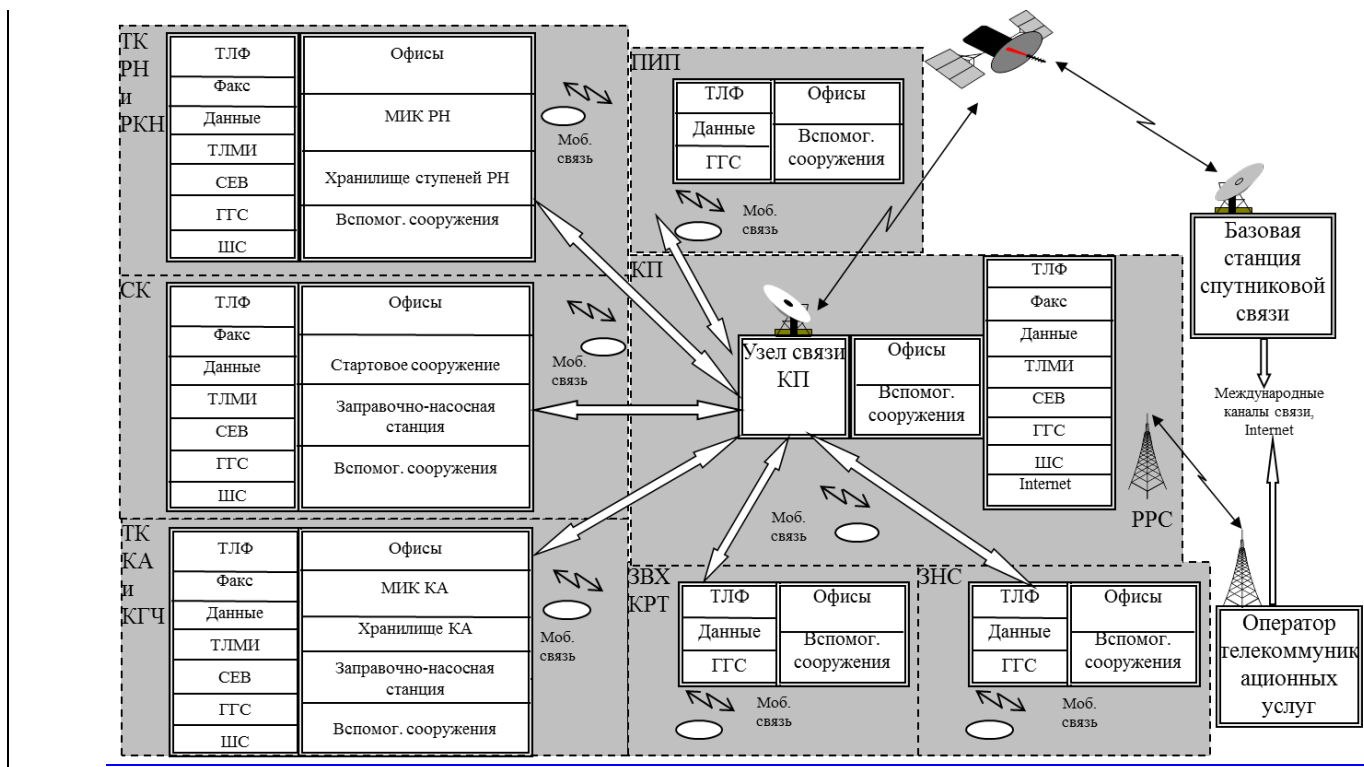 ТК
РН
и
РКН
ТЛФ
Факс
Данные
ТЛМИ
СЕВ
ГГС
ШС
Офисы
МИК РН
Хранилище ступеней РН
Вспомог. сооружения
Моб.
связь
ПИП
ТЛФ
Данные
ГГС
Офисы
Вспомог.
сооружения
Моб.
связь
СК
ТЛФ
Факс
Данные
ТЛМИ
СЕВ
ГГС
ШС
Офисы
Стартовое сооружение
Заправочно-насосная
станция
Вспомог. сооружения
Моб.
связь
КП
Узел связи
КП
Офисы
Вспомог.
сооружения
ТЛФ
Факс
Данные
ТЛМИ
СЕВ
ГГС
ШС
Internet
Моб.
связь
РРС
Базовая
станция
спутниковой
связи
Международные
каналы связи,
Internet
Оператор
телекоммуник
ационных
услуг
ТК
КА
и
КГЧ
ТЛФ
Факс
Данные
ТЛМИ
СЕВ
ГГС
ШС
Офисы
МИК КА
Хранилище КА
Заправочно-насосная
станция
Вспомог. сооружения
Моб.
связь
ЗВХ
КРТ
ТЛФ
Данные
ГГС
Офисы
Вспомог.
сооружения
Моб.
связь
ЗНС
ТЛФ
Данные
ГГС
Офисы
Вспомог.
сооружения
Моб.
связь